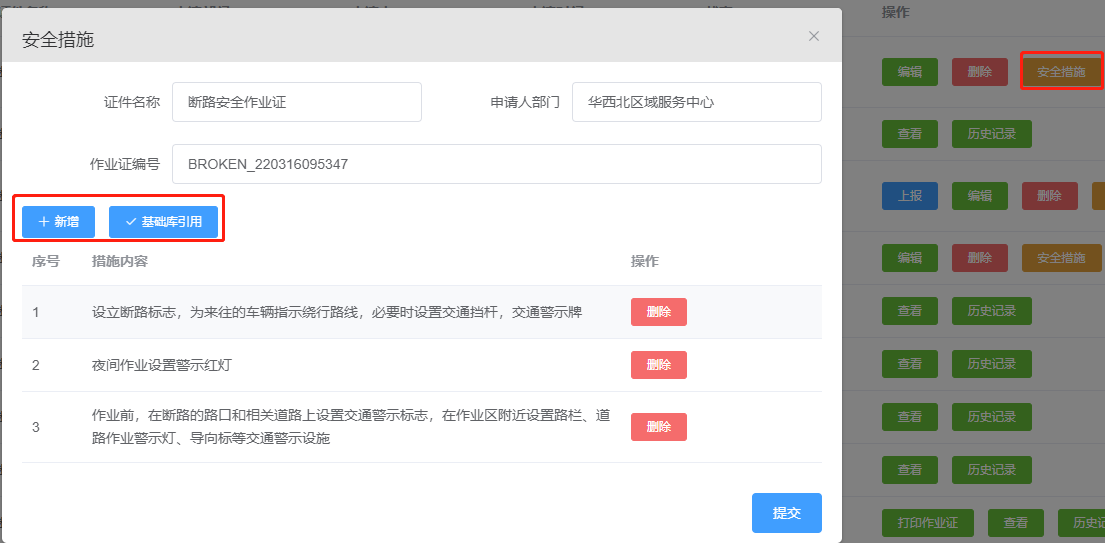 操作
安全措施
证件名称 断路安全作业证 申请人部门 华西北区域服务中心
作业证编号 BROKEN_220316095347
新增 基础库引用
序号 措施内容 操作
1 设立断路标志，为来往的车辆指示绕行路线，必要时设置交通挡杆，交通警示牌 删除
2 夜间作业设置警示红灯 删除
3 作业前，在断路的路口和相关道路上设置交通警示标志，在作业区附近设置路栏、道
路作业警示灯、导向标等交通警示设施 删除
提交
编辑 删除 安全措施
查看 历史记录
上报 编辑 删除
编辑 删除 安全措施
查看 历史记录
查看 历史记录
查看 历史记录
查看 历史记录
打印作业证 查看 历史